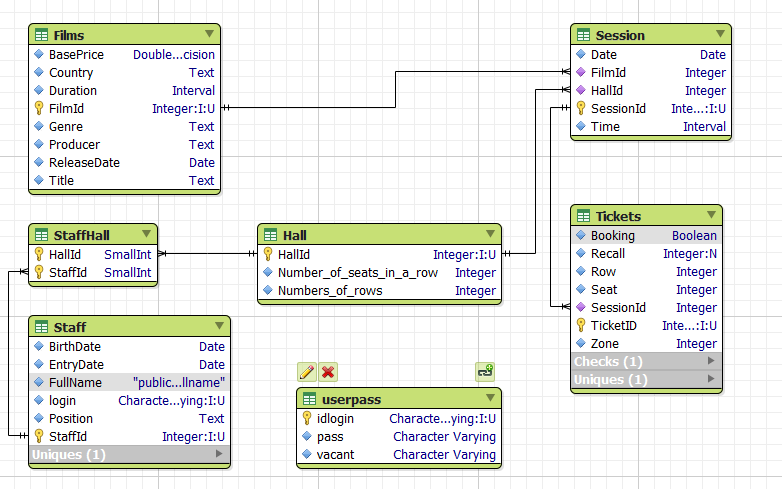 Films
BasePrice Double...cision
Country Text
Duration Interval
FilmId Integer:I:U
Genre Text
Producer Text
ReleaseDate Date
Title Text
Session
Date Date
FilmId Integer
HallId Integer
SessionId Inte...:I:U
Time Interval
StaffHall
HallId SmallInt
StaffId SmallInt
Hall
HallId Integer:I:U
Number_of_seats_in_a_row Integer
Numbers_of_rows Integer
Tickets
Booking Boolean
Recall Integer:N
Row Integer
Seat Integer
SessionId Integer
TicketID Inte...:I:U
Zone Integer
Checks (1)
Uniques (1)
Staff
BirthDate Date
EntryDate Date
FullName "public...llname"
login Characte...ying:I:U
Position Text
StaffId Integer:I:U
Uniques (1)
userpass
idlogin Characte...ying:I:U
pass Character Varying
vacant Character Varying